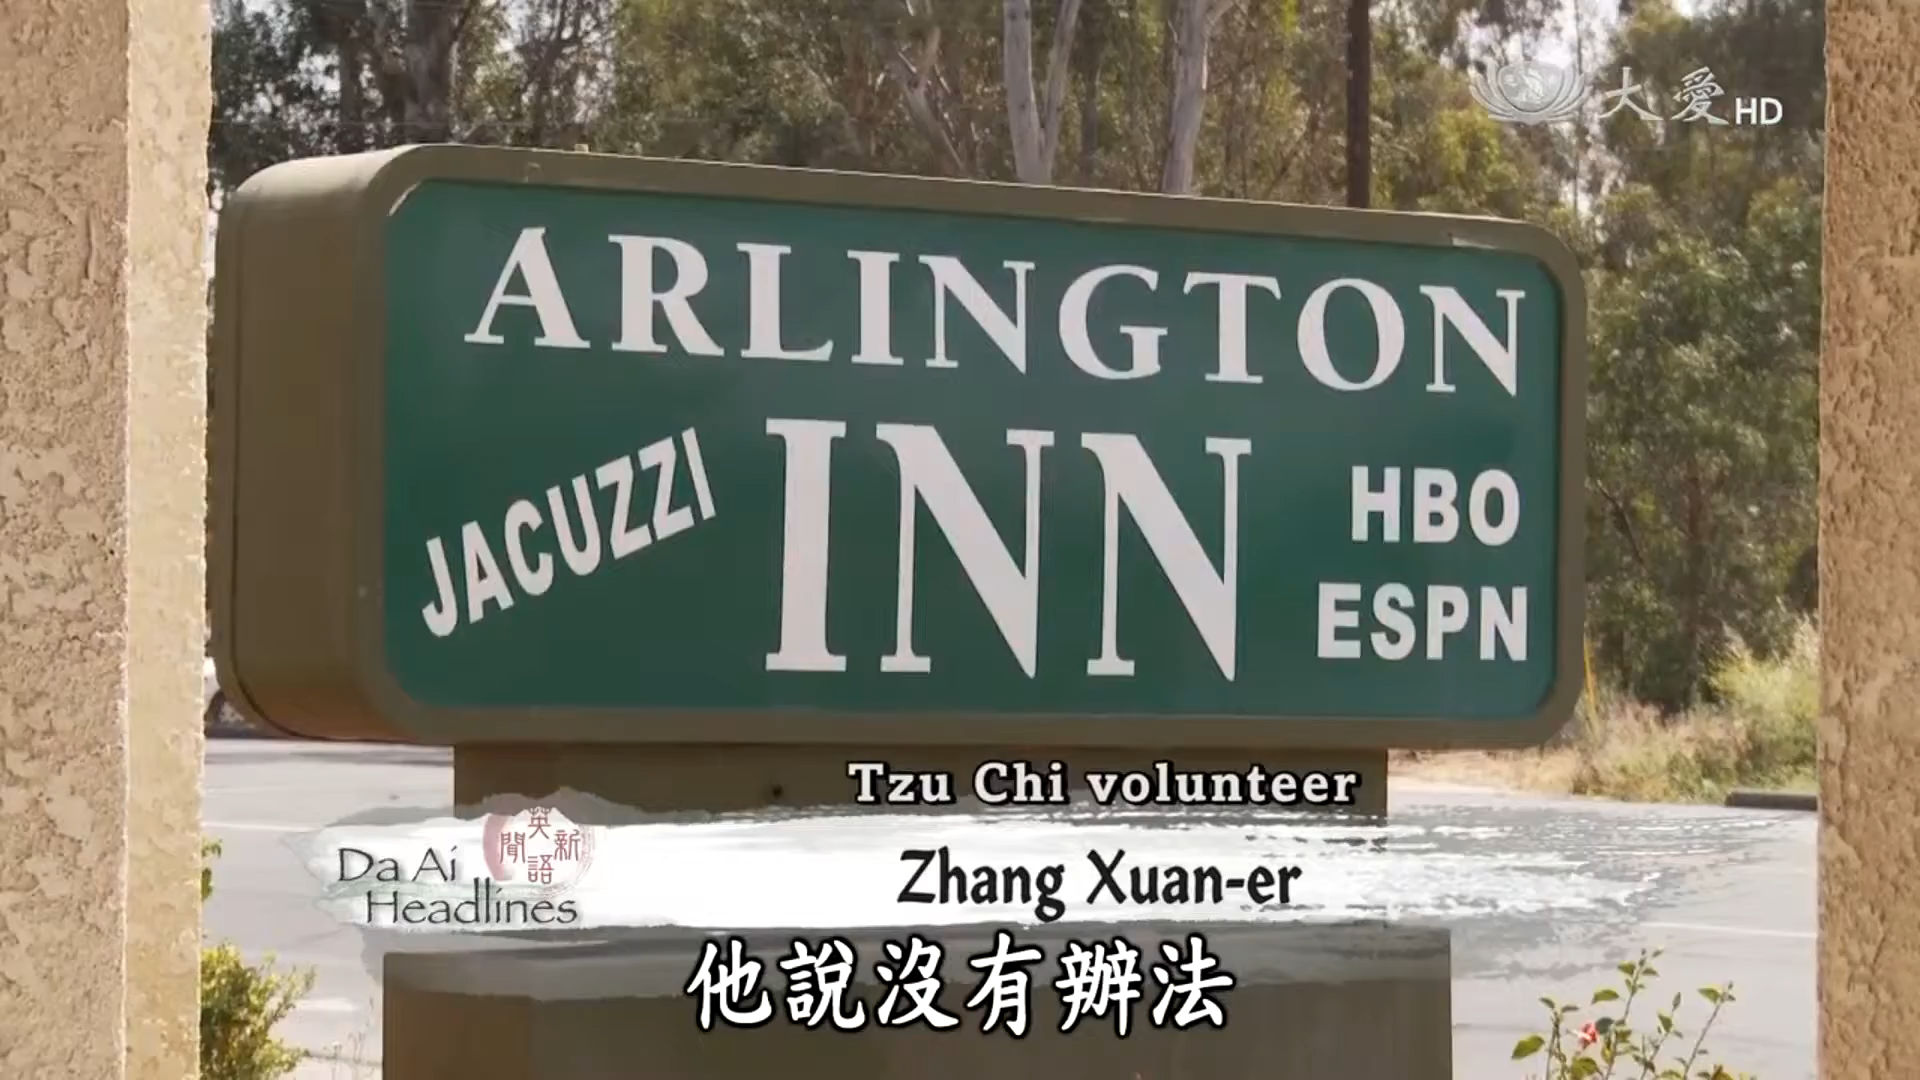 大愛HD
ARLINGTON
INN
JACUZZI
HBO
ESPN
Tzu Chi volunteer
Zhang Xuan-er
Da Ai
Headlines
英語新聞
他說沒有辦法